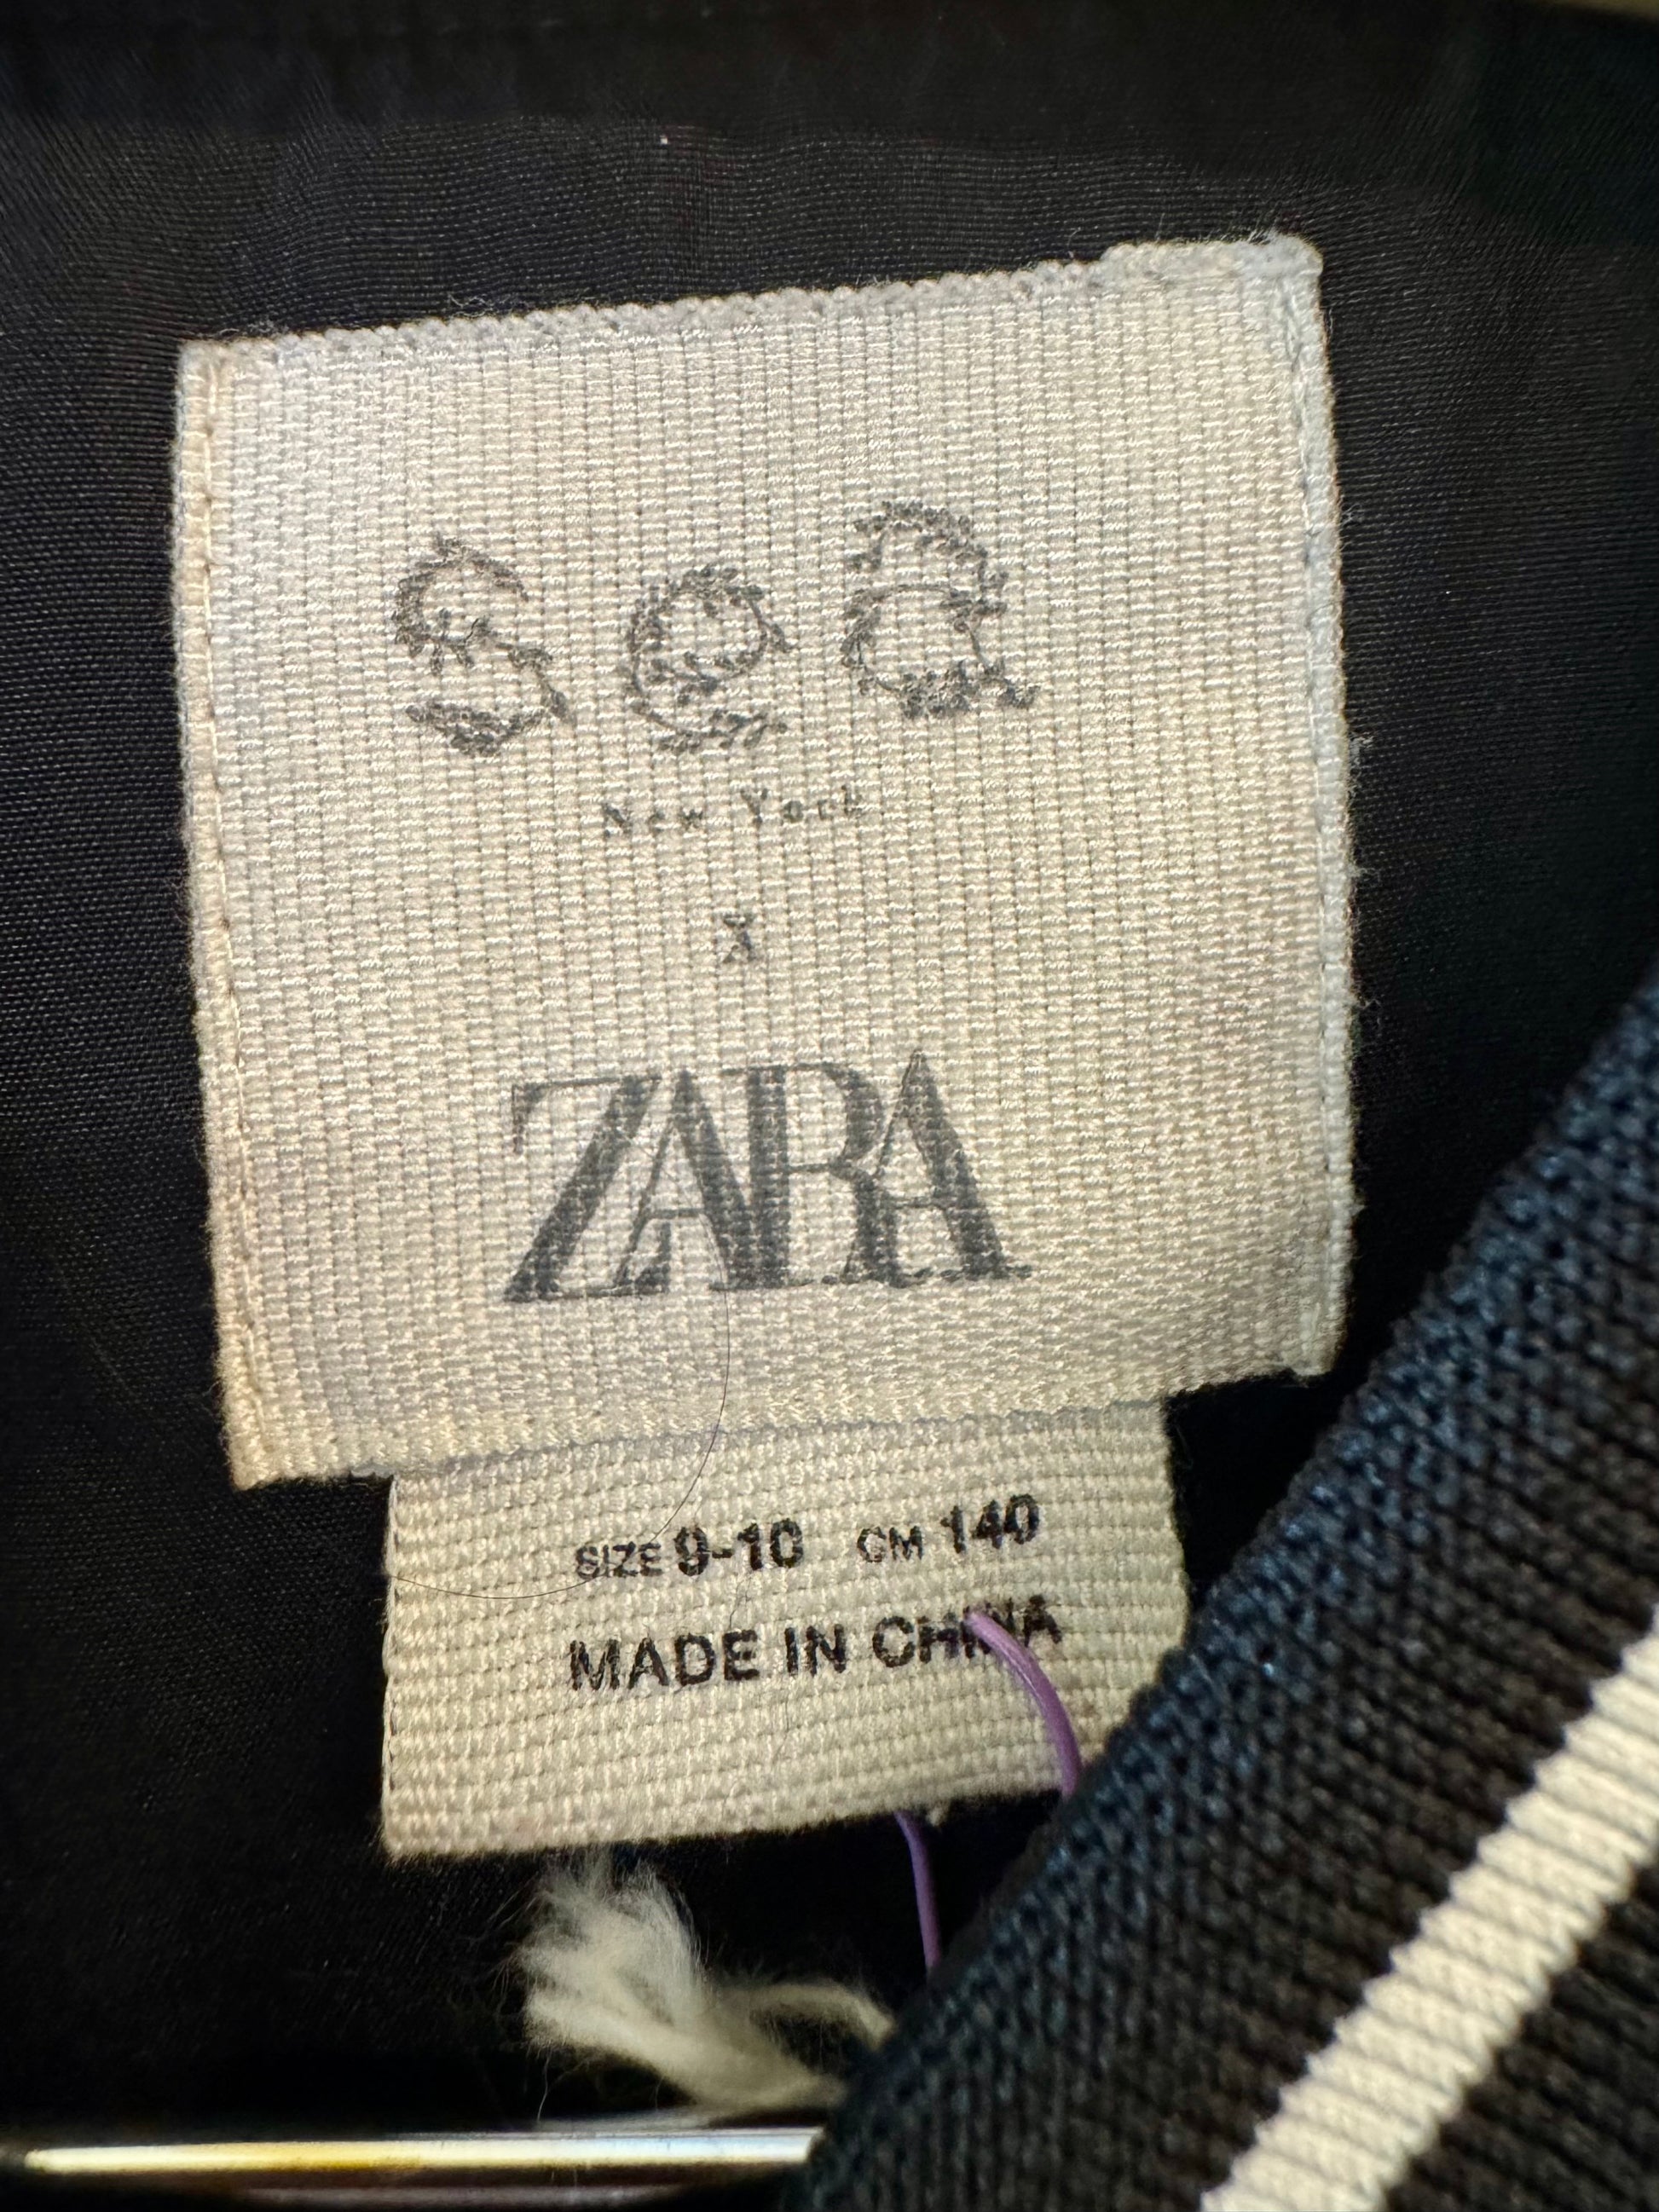 Sea
New York
X
ZARA
SIZE 9-10 CM 140
MADE IN CHINA